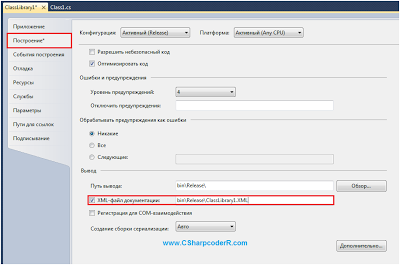 ClassLibrary1* × Class1.cs
Приложение
Построение*
События построения
Отладка
Ресурсы
Службы
Параметры
Пути для ссылок
Подписывание
Конфигурация: Активный (Release) Платформа: Активный (Any CPU)
Разрешить небезопасный код
Оптимизировать код
Ошибки и предупреждения
Уровень предупреждений: 4
Отключить предупреждения:
Обрабатывать предупреждения как ошибки
Никакие
Все
Следующие:
Вывод
Путь вывода: bin\Release\ Обзор...
XML-файл документации: bin\Release\ClassLibrary1.XML
Регистрация для COM-взаимодействия
Создание сборки сериализации: Авто
www.CSharpcoderR.com
Дополнительно...